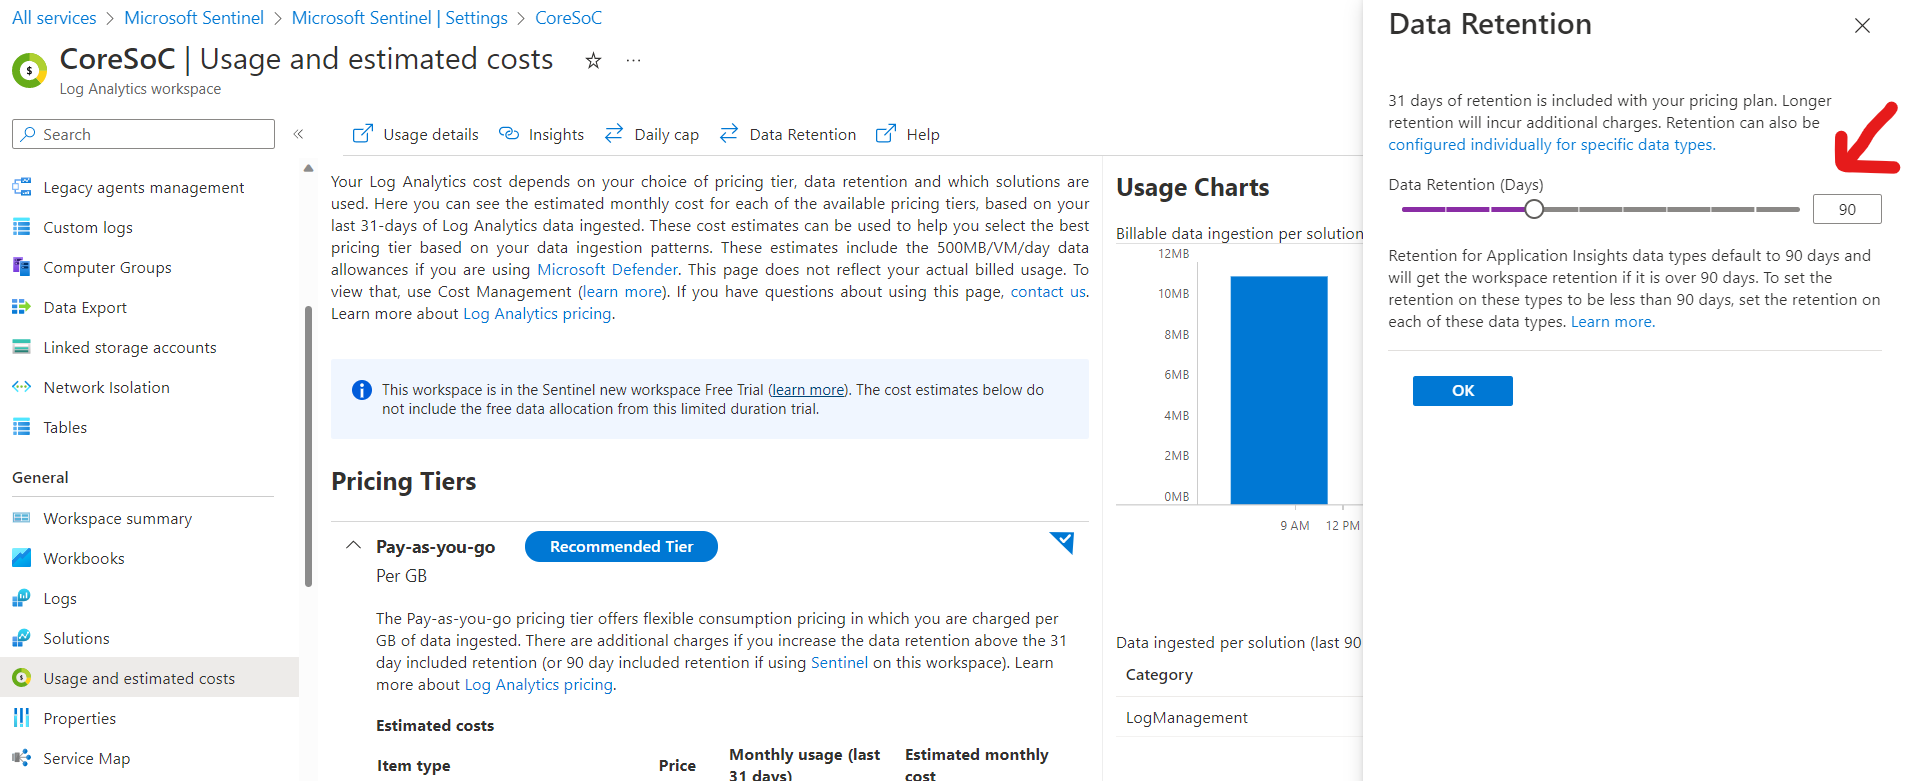 All services > Microsoft Sentinel > Microsoft Sentinel | Settings > CoreSoC
CoreSoC | Usage and estimated costs
Log Analytics workspace
Search
Legacy agents management
Custom logs
Computer Groups
Data Export
Linked storage accounts
Network Isolation
Tables
General
Workspace summary
Workbooks
Logs
Solutions
Usage and estimated costs
Properties
Service Map
Usage details
Insights
Daily cap
Data Retention
Help
Your Log Analytics cost depends on your choice of pricing tier, data retention and which solutions are
used. Here you can see the estimated monthly cost for each of the available pricing tiers, based on your
last 31-days of Log Analytics data ingested. These cost estimates can be used to help you select the best
pricing tier based on your data ingestion patterns. These estimates include the 500MB/VM/day data
allowances if you are using Microsoft Defender. This page does not reflect your actual billed usage. To
view that, use Cost Management (learn more). If you have questions about using this page, contact us.
Learn more about Log Analytics pricing.
This workspace is in the Sentinel new workspace Free Trial (learn more). The cost estimates below do
not include the free data allocation from this limited duration trial.
Pricing Tiers
Pay-as-you-go
Recommended Tier
Per GB
The Pay-as-you-go pricing tier offers flexible consumption pricing in which you are charged per
GB of data ingested. There are additional charges if you increase the data retention above the 31
day included retention (or 90 day included retention if using Sentinel on this workspace). Learn
more about Log Analytics pricing.
Estimated costs
Item type
Price
Monthly usage (last
31 days)
Estimated monthly
cost
Usage Charts
Billable data ingestion per solution
12MB
10MB
8MB
6MB
4MB
2MB
0MB
9 AM
12 PM
Data ingested per solution (last 90
Category
LogManagement
Data Retention
31 days of retention is included with your pricing plan. Longer
retention will incur additional charges. Retention can also be
configured individually for specific data types.
Data Retention (Days)
90
Retention for Application Insights data types default to 90 days and
will get the workspace retention if it is over 90 days. To set the
retention on these types to be less than 90 days, set the retention on
each of these data types. Learn more.
OK